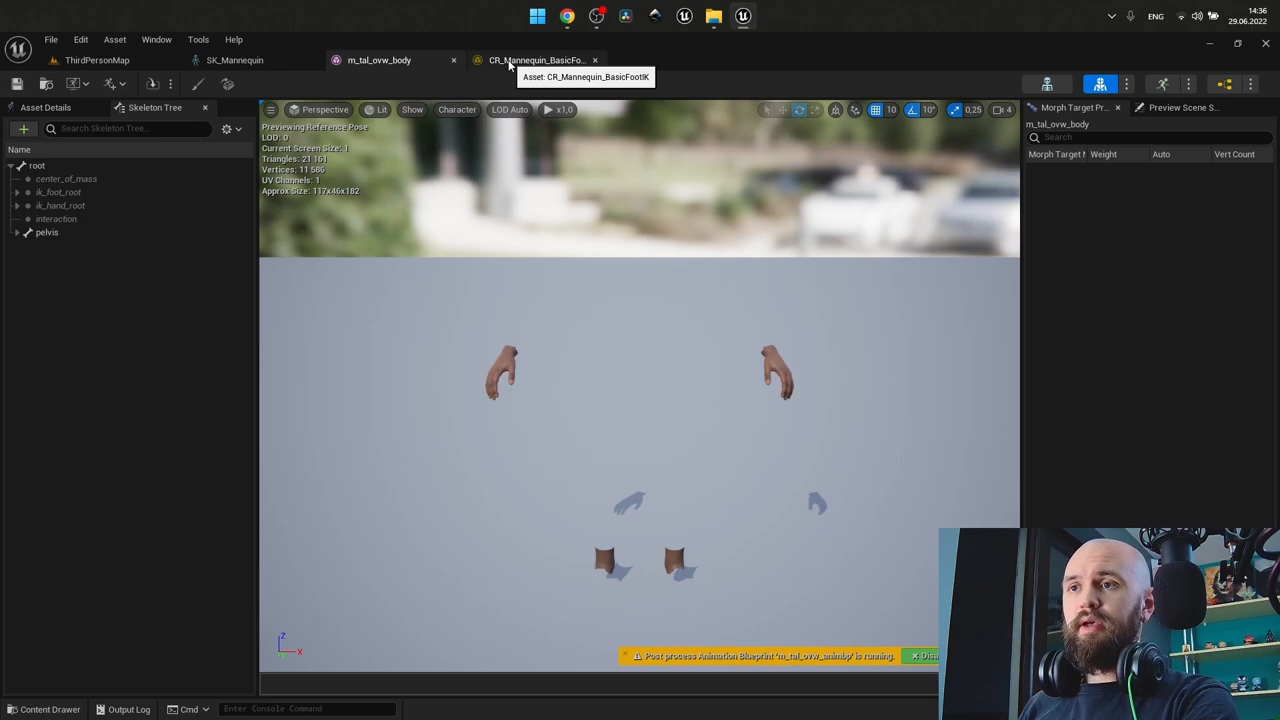 14:36
Eng
29.06.2022
File Edit Asset Window Tools Help
ThirdPersonMap
SK_Mannequin
m_tal_ovw_body
CR_Mannequin_BasicFo...
Asset: CR_Mannequin_BasicFootIK
Asset Details
Skeleton Tree
Search Skeleton Tree...
Name
root
center_of_mass
ik_foot_root
ik_hand_root
interaction
pelvis
Perspective
Lit
Show
Character
LOD Auto
x1,0
10
10°
0,25
4
Previewing Reference Pose
LOD: 0
Current Screen Size: 1
Triangles: 21 161
Vertices: 11 586
UV Channels: 1
Approx Size: 117x46x182
Z
X
Post process Animation Blueprint 'm_tal_ovw_animbp' is running.
Disa
Morph Target Pr...
Preview Scene S...
m_tal_ovw_body
Search
Morph Target N
Weight
Auto
Vert Count
Content Drawer
Output Log
Cmd
Enter Console Command